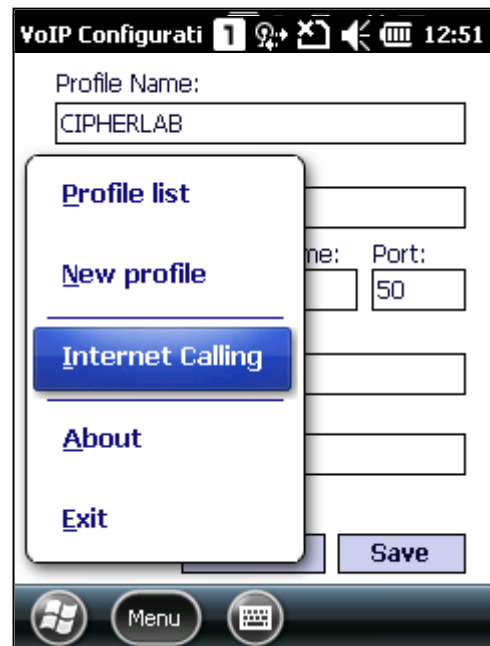 VoIP Configurati 1 12:51
Profile Name:
CIPHERLAB
Profile list
me: Port:
New profile
50
Internet Calling
About
Exit
Save
Menu